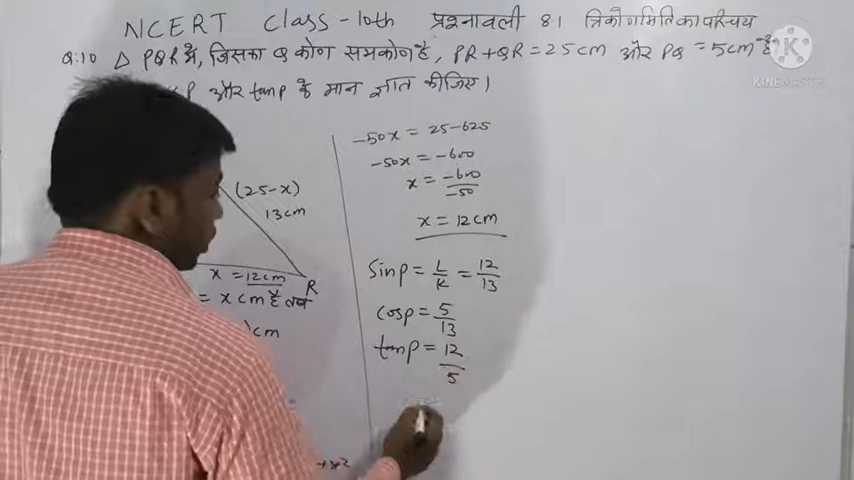 NCERT Class-10th प्रश्नावली 8.1 त्रिकोणमिति का परिचय
Q.10 △ PQR में, जिसका Q कोण समकोण है, PR+QR=25cm और PQ=5cm है
P और tanp के मान ज्ञात कीजिए।
KINEMASTER
(25-x)
13cm
x = 12cm
R
= x cm है तब
cm
+x²
-50x = 25-625
-50x = -600
x = -600/-50
x = 12cm
Sinp = L/K = 12/13
cosp = 5/13
tanp = 12/5